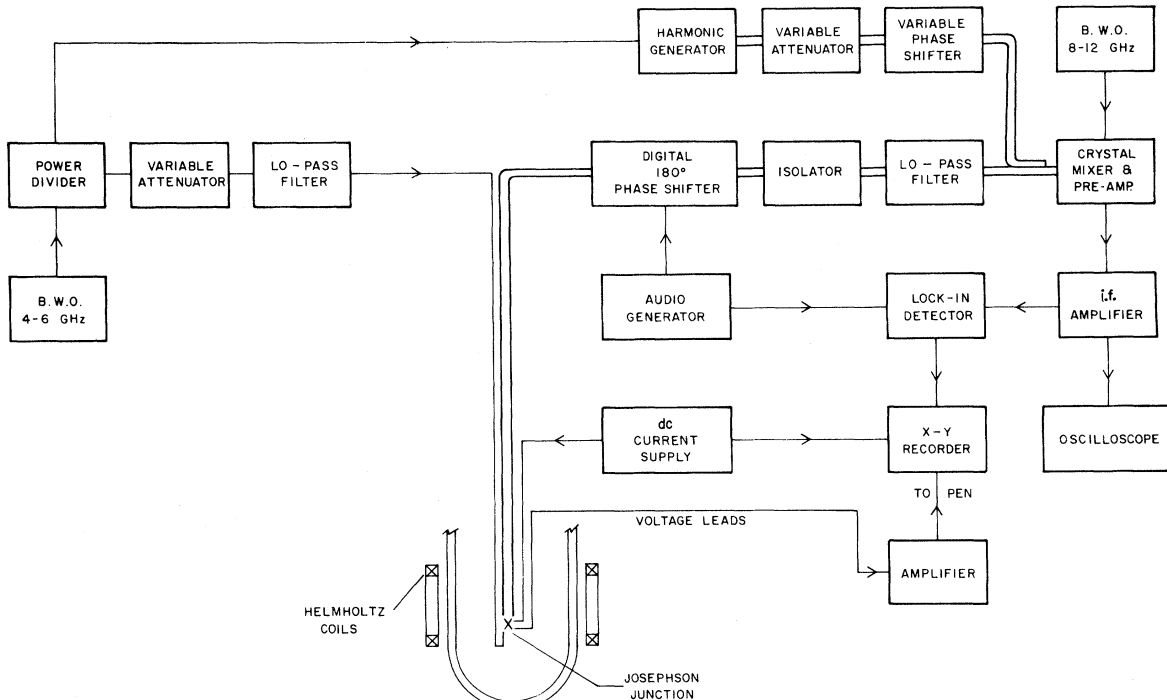 HARMONIC
GENERATOR
VARIABLE
ATTENUATOR
VARIABLE
PHASE
SHIFTER
B. W. O.
8-12 GHz
POWER
DIVIDER
VARIABLE
ATTENUATOR
LO - PASS
FILTER
DIGITAL
180°
PHASE SHIFTER
ISOLATOR
LO - PASS
FILTER
CRYSTAL
MIXER &
PRE-AMP.
B. W. O.
4-6 GHz
AUDIO
GENERATOR
LOCK-IN
DETECTOR
i.f.
AMPLIFIER
dc
CURRENT
SUPPLY
X-Y
RECORDER
OSCILLOSCOPE
TO PEN
VOLTAGE LEADS
AMPLIFIER
HELMHOLTZ
COILS
JOSEPHSON
JUNCTION